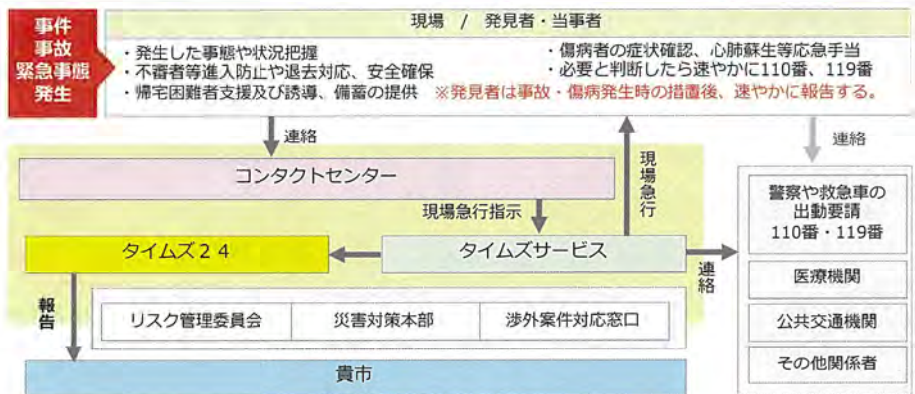 事件
事故
緊急事態
発生
現場 / 発見者・当事者
・発生した事態や状況把握
・不審者等進入防止や退去対応、安全確保
・帰宅困難者支援及び誘導、備蓄の提供
・傷病者の症状確認、心肺蘇生等応急手当
・必要と判断したら速やかに110番、119番
※発見者は事故・傷病発生時の措置後、速やかに報告する。
連絡
コンタクトセンター
現場急行指示
現場急行
連絡
タイムズ24
タイムズサービス
連絡
警察や救急車の
出動要請
110番・119番
医療機関
公共交通機関
その他関係者
報告
リスク管理委員会
災害対策本部
渉外案件対応窓口
貴市